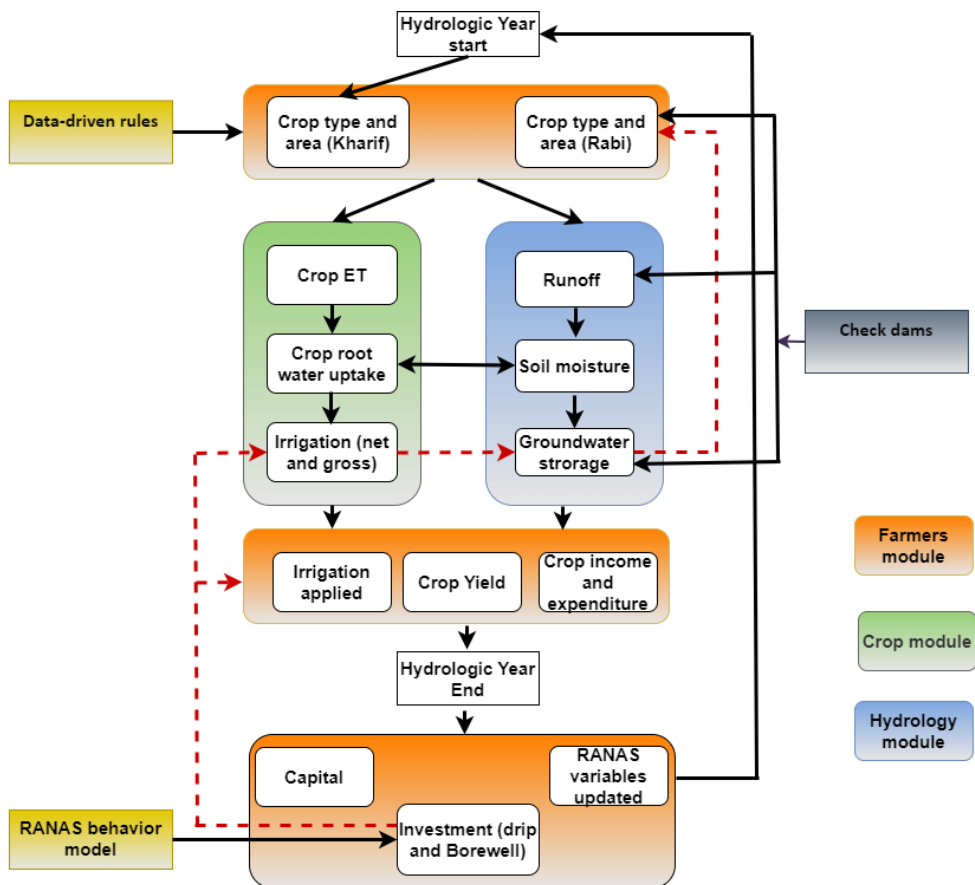 Hydrologic Year
start
Data-driven rules
Crop type and
area (Kharif)
Crop type and
area (Rabi)
Crop ET
Runoff
Check dams
Crop root
water uptake
Soil moisture
Irrigation (net
and gross)
Groundwater
strorage
Farmers
module
Irrigation
applied
Crop Yield
Crop income
and
expenditure
Crop module
Hydrologic Year
End
Hydrology
module
Capital
RANAS
variables
updated
RANAS behavior
model
Investment (drip
and Borewell)